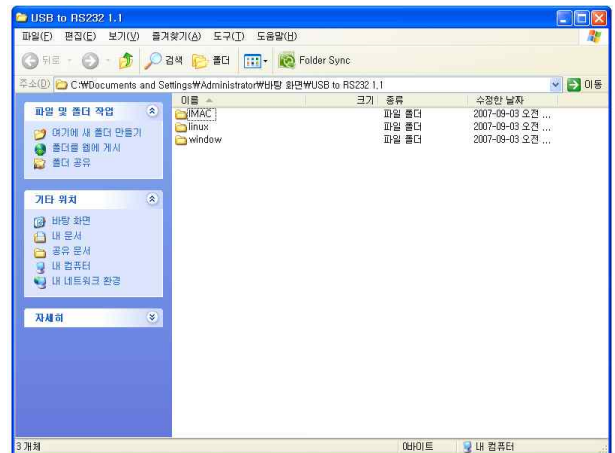 USB to RS232 1.1
파일(F) 편집(E) 보기(V) 즐겨찾기(A) 도구(T) 도움말(H)
뒤로 검색 폴더 Folder Sync
주소(D) C:₩Documents and Settings₩Administrator₩바탕 화면₩USB to RS232 1.1 이동
파일 및 폴더 작업
여기에 새 폴더 만들기
폴더를 웹에 게시
폴더 공유
기타 위치
바탕 화면
내 문서
공유 문서
내 컴퓨터
내 네트워크 환경
자세히
이름 크기 종류 수정한 날짜
IMAC 파일 폴더 2007-09-03 오전 ...
linux 파일 폴더 2007-09-03 오전 ...
window 파일 폴더 2007-09-03 오전 ...
3개체 0바이트 내 컴퓨터